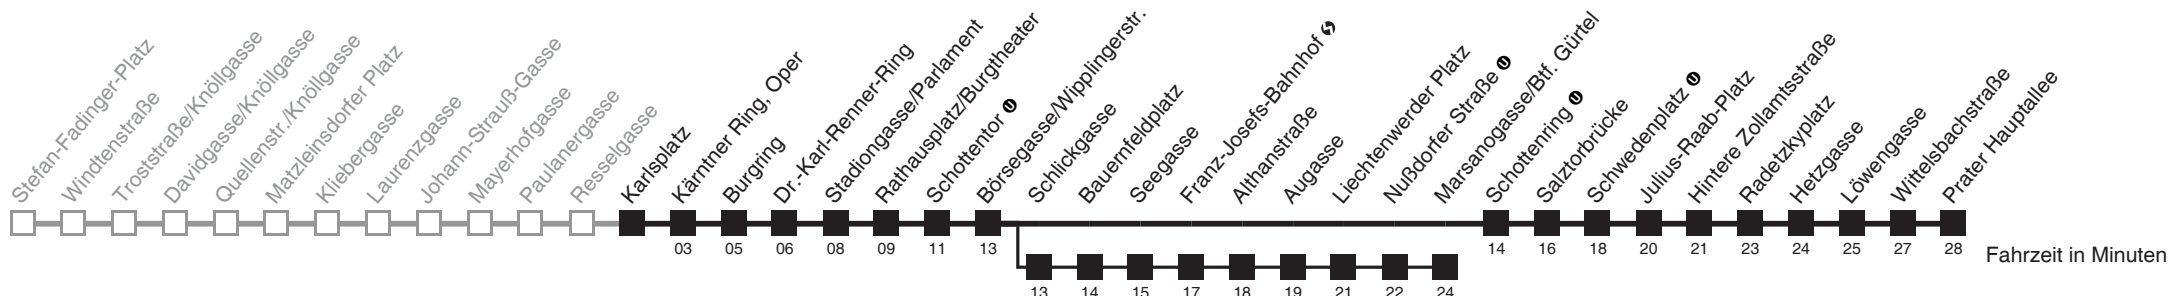 Stefan-Fadinger-Platz
Windtenstraße
Troststraße/Knöllgasse
Davidgasse/Knöllgasse
Quellenstr./Knöllgasse
Matzleinsdorfer Platz
Kliebergasse
Laurenzgasse
Johann-Strauß-Gasse
Mayerhofgasse
Paulanergasse
Resselgasse
Karlsplatz
Kärntner Ring, Oper
Burgring
Dr.-Karl-Renner-Ring
Stadiongasse/Parlament
Rathausplatz/Burgtheater
Schottentor U
Börsegasse/Wipplingerstr.
Schlickgasse
Bauernfeldplatz
Seegasse
Franz-Josefs-Bahnhof
Althanstraße
Augasse
Liechtenwerder Platz
Nußdorfer Straße U
Marsanogasse/Btf. Gürtel
Schottenring U
Salztorbrücke
Schwedenplatz U
Julius-Raab-Platz
Hintere Zollamtsstraße
Radetzkyplatz
Hetzgasse
Löwengasse
Wittelsbachstraße
Prater Hauptallee
03 05 06 08 09 11 13 14 16 18 20 21 23 24 25 27 28
Fahrzeit in Minuten
13 14 15 17 18 19 21 22 24